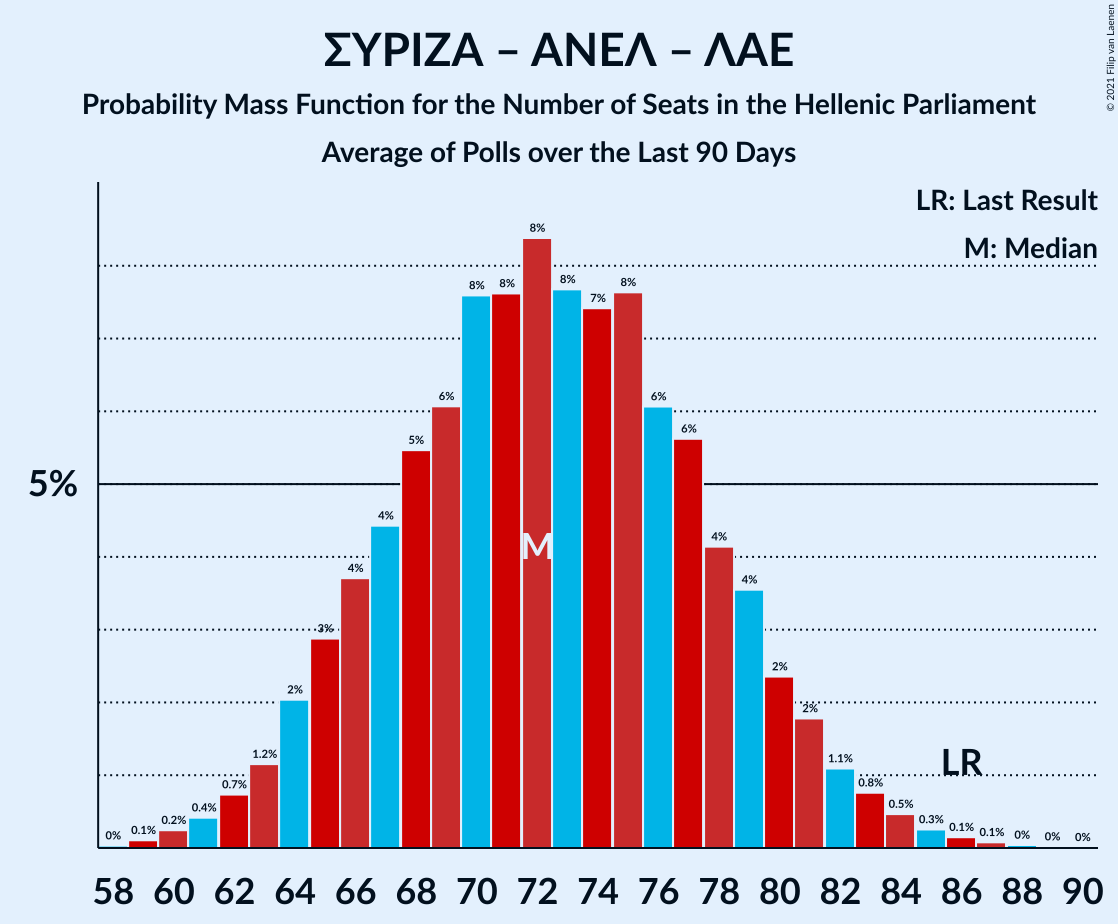 ΣΥΡΙΖΑ – ΑΝΕΛ – ΛΑΕ
Probability Mass Function for the Number of Seats in the Hellenic Parliament
Average of Polls over the Last 90 Days
© 2021 Filip van Laenen
LR: Last Result
M: Median
5%
0% 0.1% 0.2% 0.4% 0.7% 1.2% 2% 3% 4% 4% 5% 6% 8% 8% 8% 8% 7% 8% 6% 6% 4% 4% 2% 2% 1.1% 0.8% 0.5% 0.3% 0.1% 0.1% 0% 0% 0%
M
LR
58 60 62 64 66 68 70 72 74 76 78 80 82 84 86 88 90